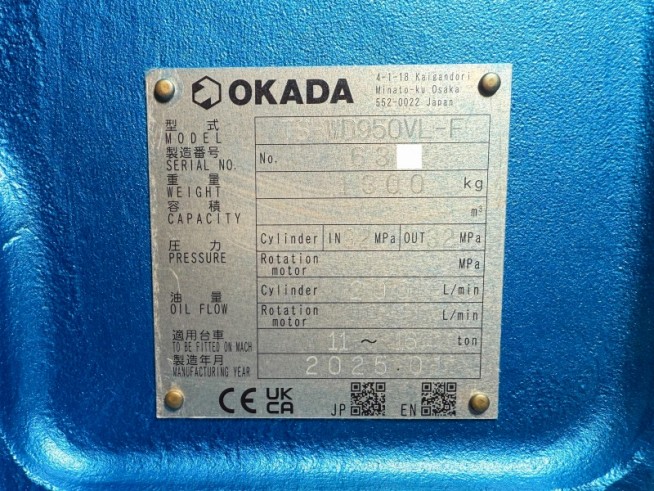 OKADA
4-1-18 Kaigandori
Minato-ku Osaka
552-0022 Japan
型式
MODEL
WD950VL-F
製造番号
SERIAL NO.
No.
重量
WEIGHT
kg
容積
CAPACITY
m³
圧力
PRESSURE
Cylinder IN MPa OUT MPa
Rotation motor MPa
油量
OIL FLOW
Cylinder L/min
Rotation motor L/min
適用台車
TO BE FITTED ON MACH
11 ～ ton
製造年月
MANUFACTURING YEAR
2025.
CE UKCA JP EN